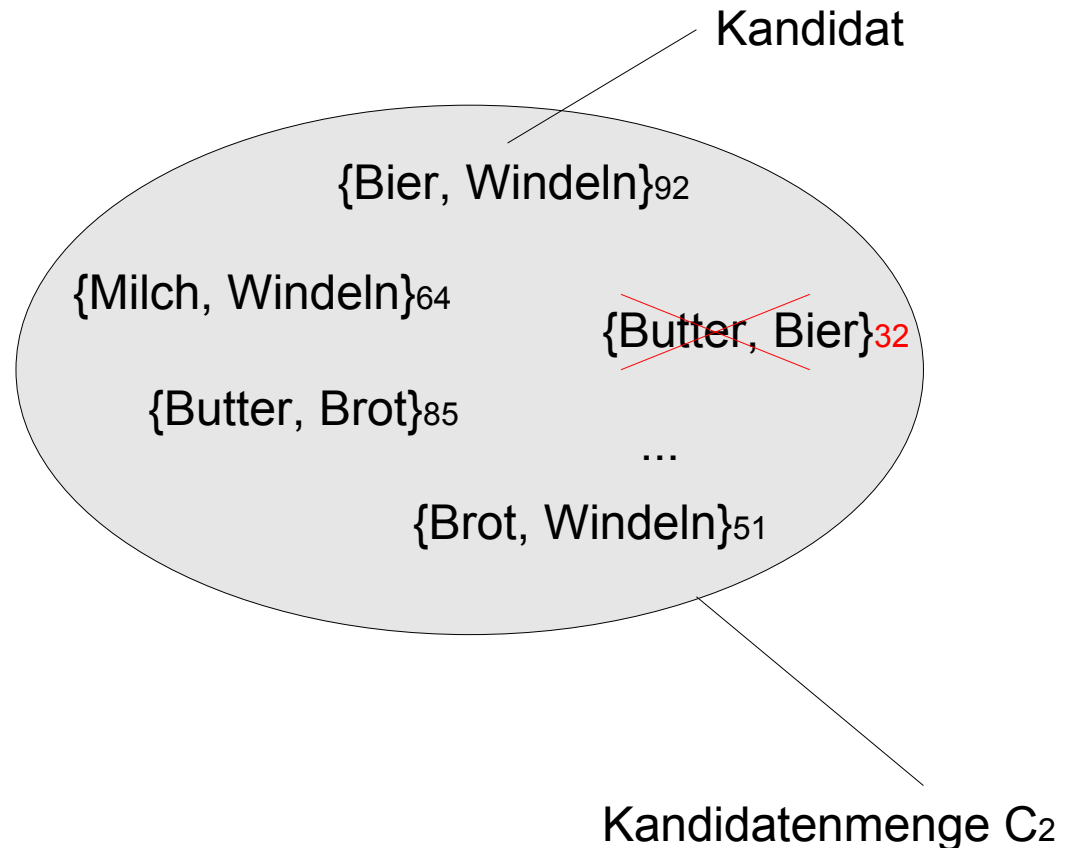 Kandidat
{Bier, Windeln}92
{Milch, Windeln}64
{Butter, Bier}32
{Butter, Brot}85
...
{Brot, Windeln}51
Kandidatenmenge C2